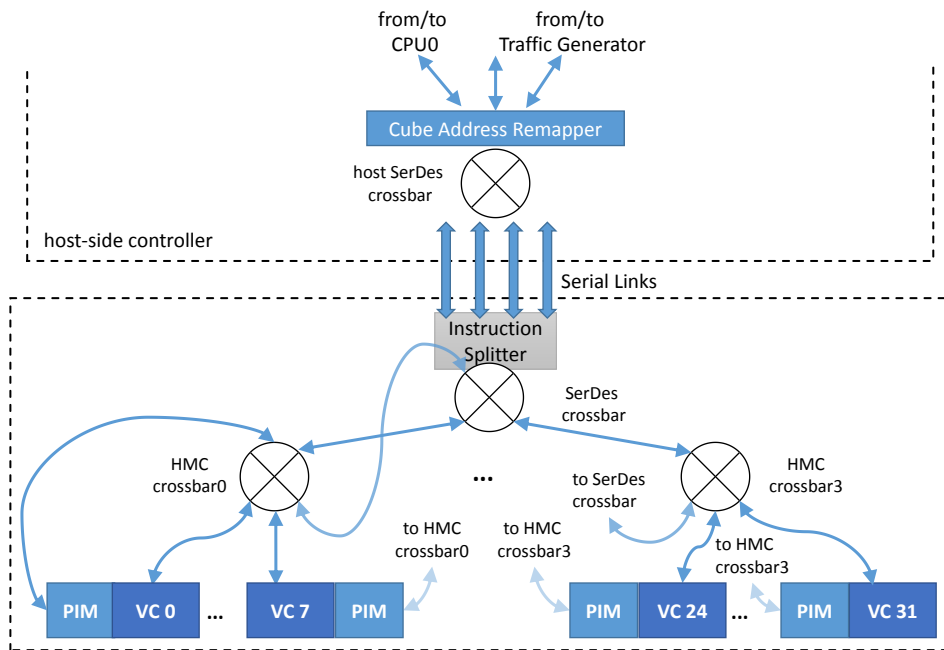 from/to
CPU0
from/to
Traffic Generator
Cube Address Remapper
host SerDes
crossbar
host-side controller
Serial Links
Instruction
Splitter
SerDes
crossbar
HMC
crossbar0
...
to SerDes
crossbar
HMC
crossbar3
to HMC
crossbar0
to HMC
crossbar3
to HMC
crossbar3
PIM
VC 0
...
VC 7
PIM
PIM
VC 24
...
PIM
VC 31